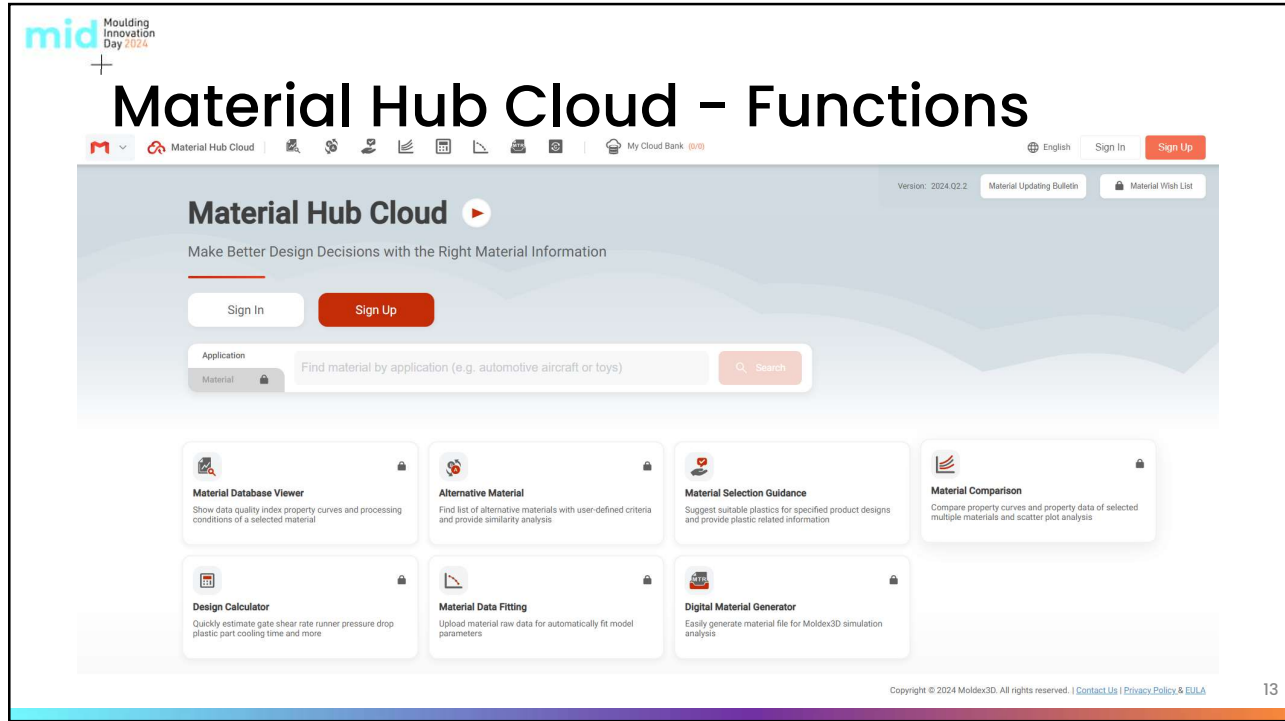 mid Moulding
Innovation
Day 2024
Material Hub Cloud - Functions
Material Hub Cloud
MTR
My Cloud Bank (0/0)
English
Sign In
Sign Up
Version: 2024.Q2.2
Material Updating Bulletin
Material Wish List
Material Hub Cloud
Make Better Design Decisions with the Right Material Information
Sign In
Sign Up
Application
Material
Find material by application (e.g. automotive aircraft or toys)
Search
Material Database Viewer
Show data quality index property curves and processing
conditions of a selected material
Alternative Material
Find list of alternative materials with user-defined criteria
and provide similarity analysis
Material Selection Guidance
Suggest suitable plastics for specified product designs
and provide plastic related information
Material Comparison
Compare property curves and property data of selected
multiple materials and scatter plot analysis
Design Calculator
Quickly estimate gate shear rate runner pressure drop
plastic part cooling time and more
Material Data Fitting
Upload material raw data for automatically fit model
parameters
MTR
Digital Material Generator
Easily generate material file for Moldex3D simulation
analysis
Copyright © 2024 Moldex3D. All rights reserved. | Contact Us | Privacy Policy & EULA
13